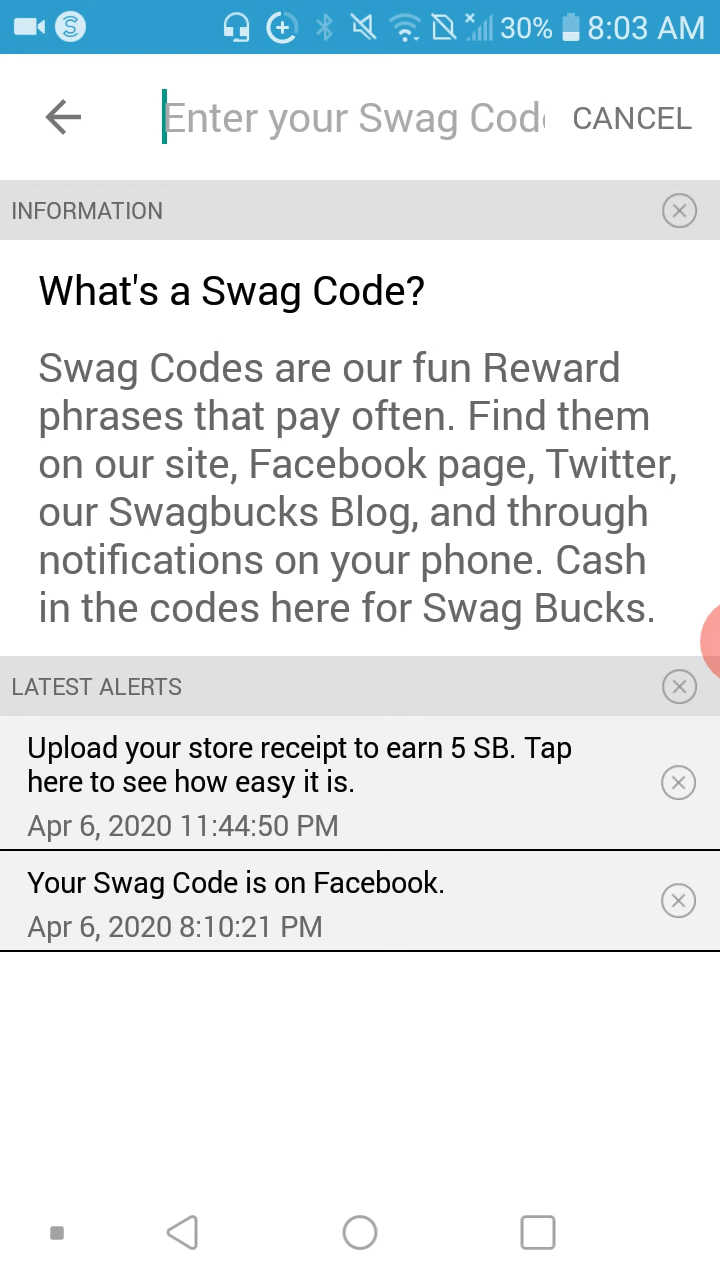 30% 8:03 AM
Enter your Swag Cod CANCEL
INFORMATION
What's a Swag Code?
Swag Codes are our fun Reward
phrases that pay often. Find them
on our site, Facebook page, Twitter,
our Swagbucks Blog, and through
notifications on your phone. Cash
in the codes here for Swag Bucks.
LATEST ALERTS
Upload your store receipt to earn 5 SB. Tap
here to see how easy it is.
Apr 6, 2020 11:44:50 PM
Your Swag Code is on Facebook.
Apr 6, 2020 8:10:21 PM